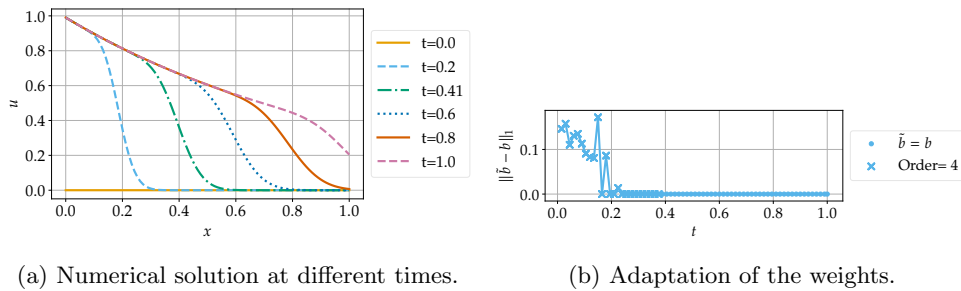 1.0
0.8
0.6
0.4
0.2
0.0
u
0.0 0.2 0.4 0.6 0.8 1.0
x
t=0.0
t=0.2
t=0.41
t=0.6
t=0.8
t=1.0
0.1
0.0
‖b̃ − b‖₁
0.0 0.2 0.4 0.6 0.8 1.0
t
b̃ = b
Order= 4
(a) Numerical solution at different times.
(b) Adaptation of the weights.